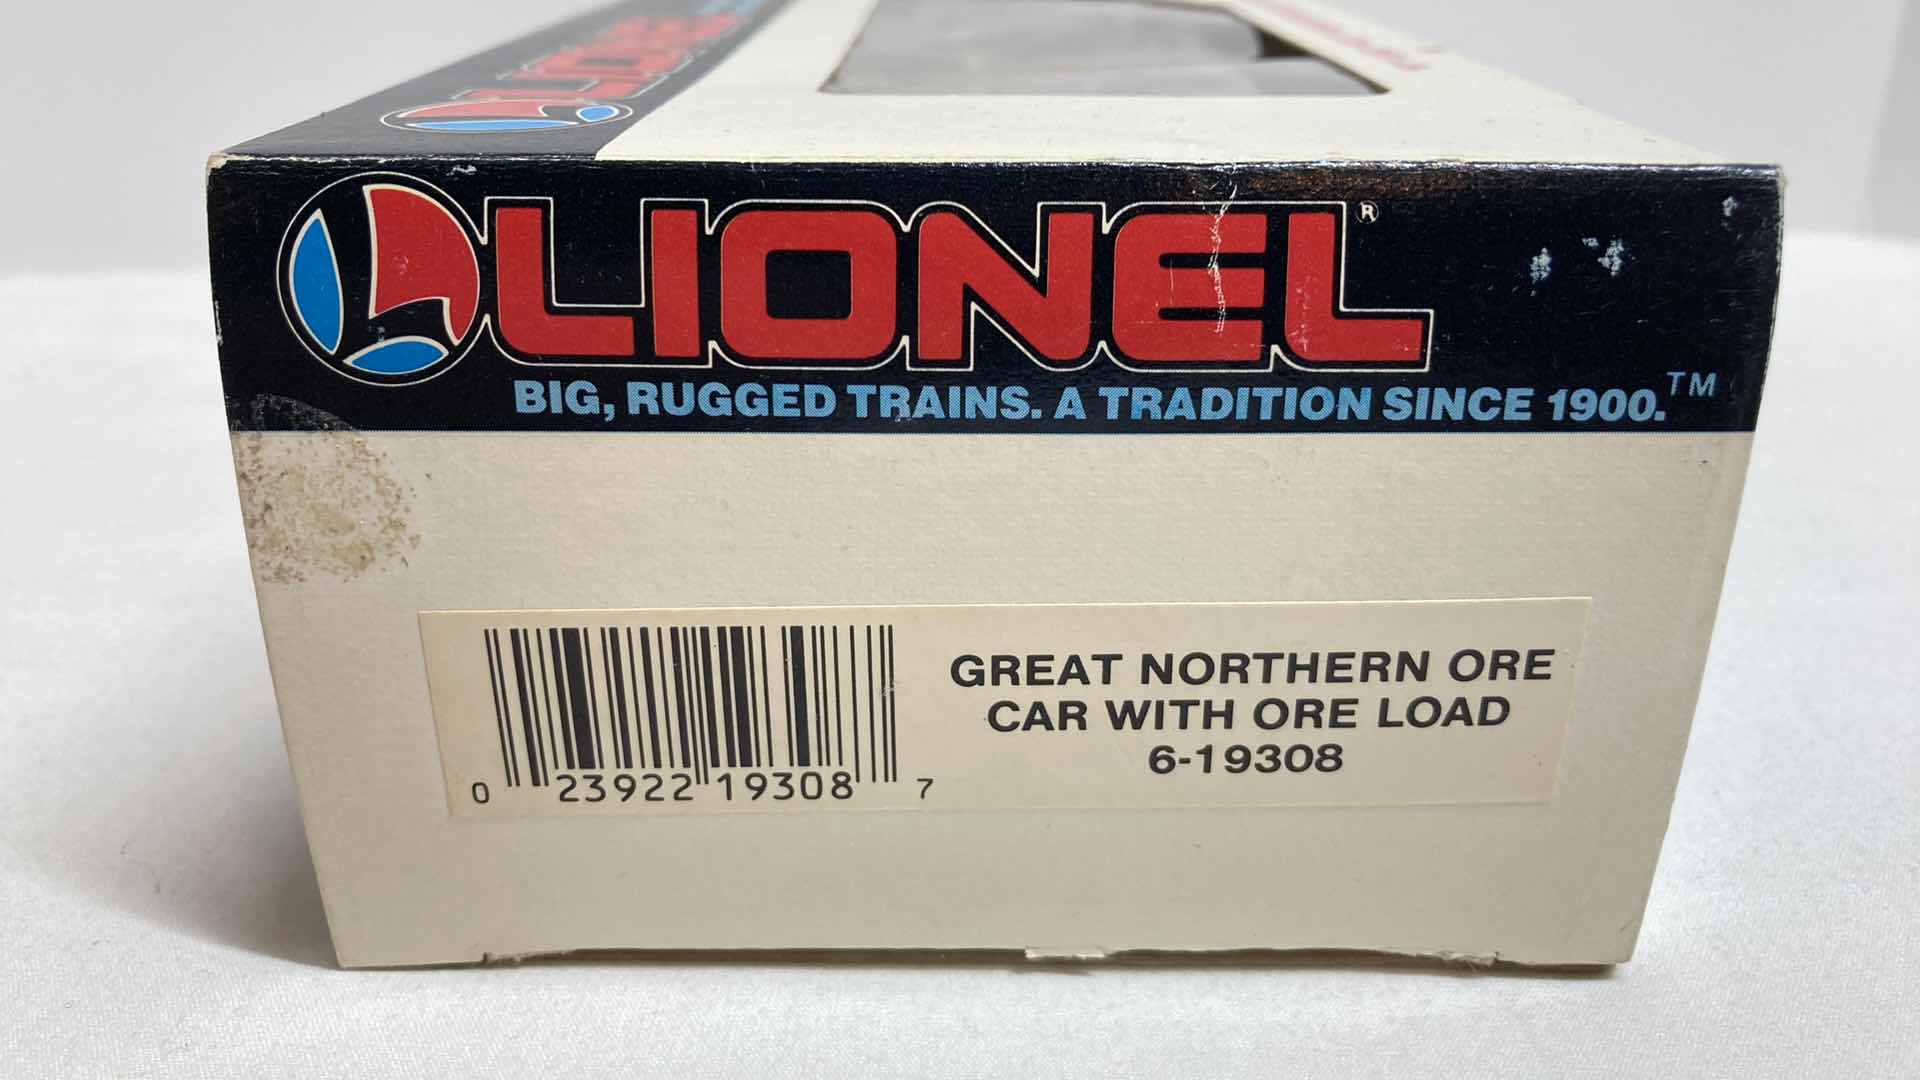 LIONEL
LIONEL®
BIG, RUGGED TRAINS. A TRADITION SINCE 1900.™
GREAT NORTHERN ORE
CAR WITH ORE LOAD
6-19308
0 23922 19308 7